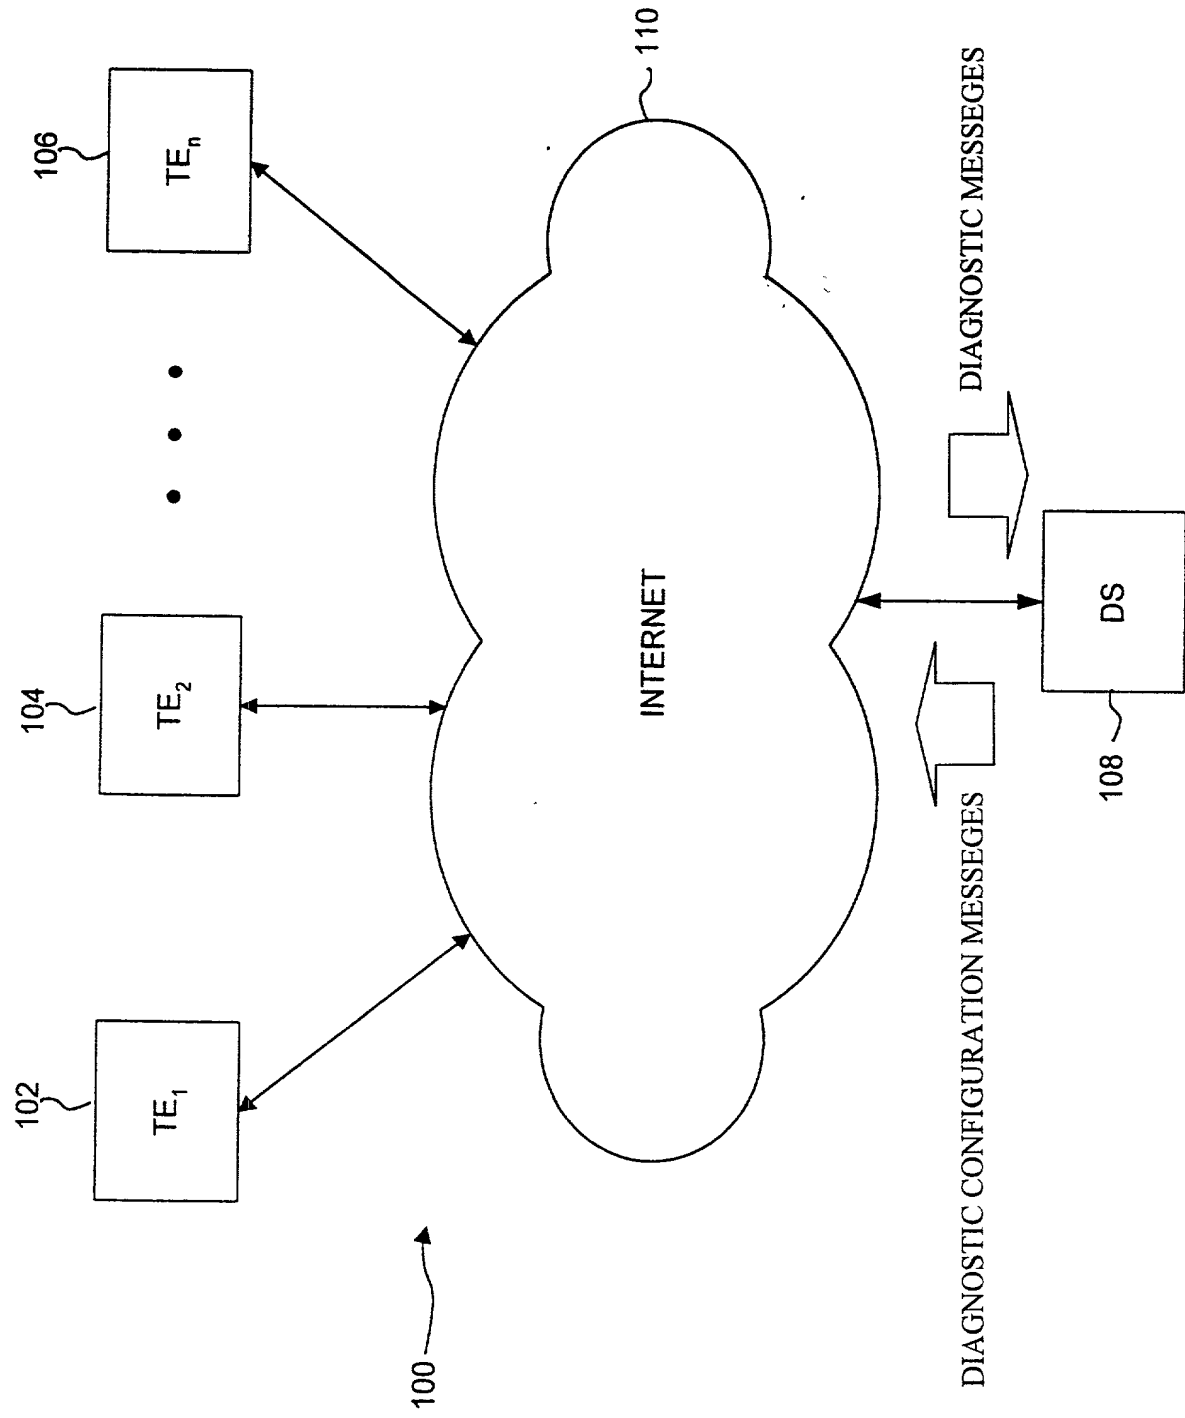 102
TE1
104
TE2
106
TEn
100
INTERNET
110
DIAGNOSTIC CONFIGURATION MESSEGES
DIAGNOSTIC MESSEGES
108
DS